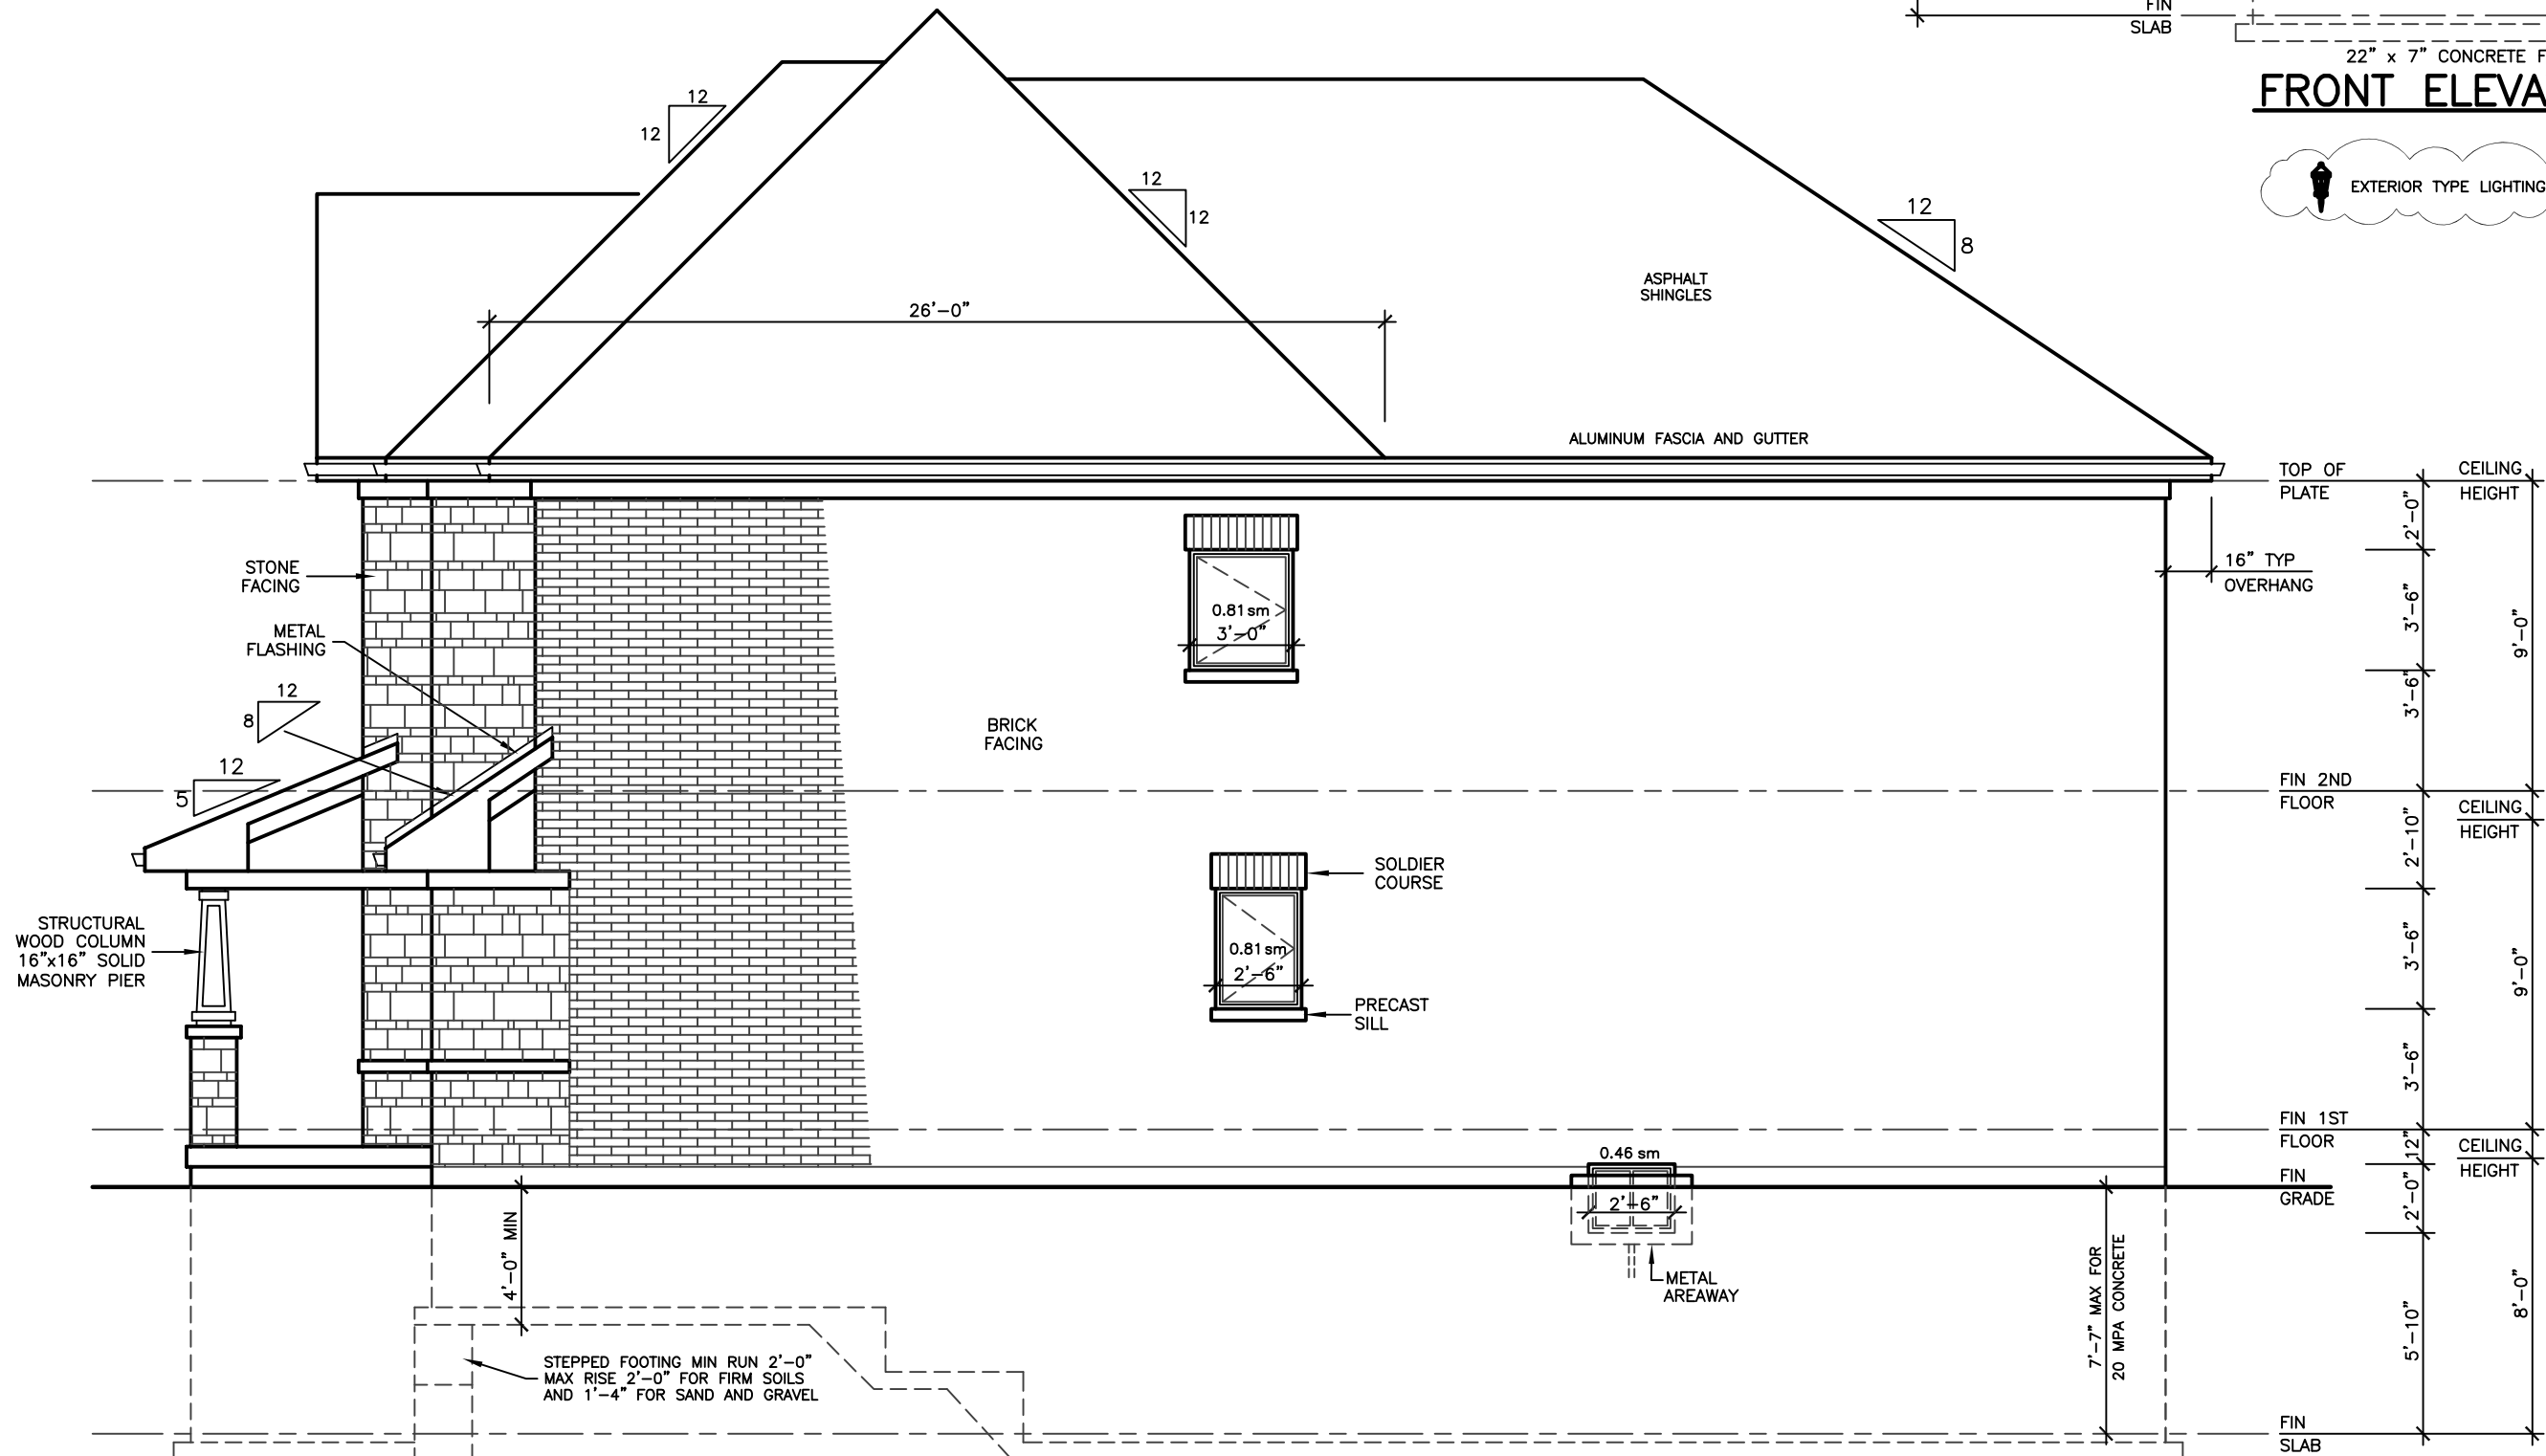 FIN
SLAB
22” x 7” CONCRETE F
FRONT ELEVA
EXTERIOR TYPE LIGHTING
12
12
12
12
12
8
ASPHALT
SHINGLES
26'-0"
ALUMINUM FASCIA AND GUTTER
TOP OF
PLATE
CEILING
HEIGHT
2'-0"
STONE
FACING
16" TYP
OVERHANG
METAL
FLASHING
0.81 sm
3'-0"
3'-6"
9'-0"
3'-6"
12
8
BRICK
FACING
12
5
FIN 2ND
FLOOR
CEILING
HEIGHT
2'-10"
SOLDIER
COURSE
STRUCTURAL
WOOD COLUMN
16"x16" SOLID
MASONRY PIER
0.81 sm
2'-6"
3'-6"
9'-0"
PRECAST
SILL
3'-6"
FIN 1ST
FLOOR
12"
CEILING
HEIGHT
0.46 sm
FIN
GRADE
2'-6"
2'-0"
4'-0" MIN
METAL
AREAWAY
7'-7" MAX FOR
20 MPA CONCRETE
8'-0"
5'-10"
STEPPED FOOTING MIN RUN 2'-0"
MAX RISE 2'-0" FOR FIRM SOILS
AND 1'-4" FOR SAND AND GRAVEL
FIN
SLAB